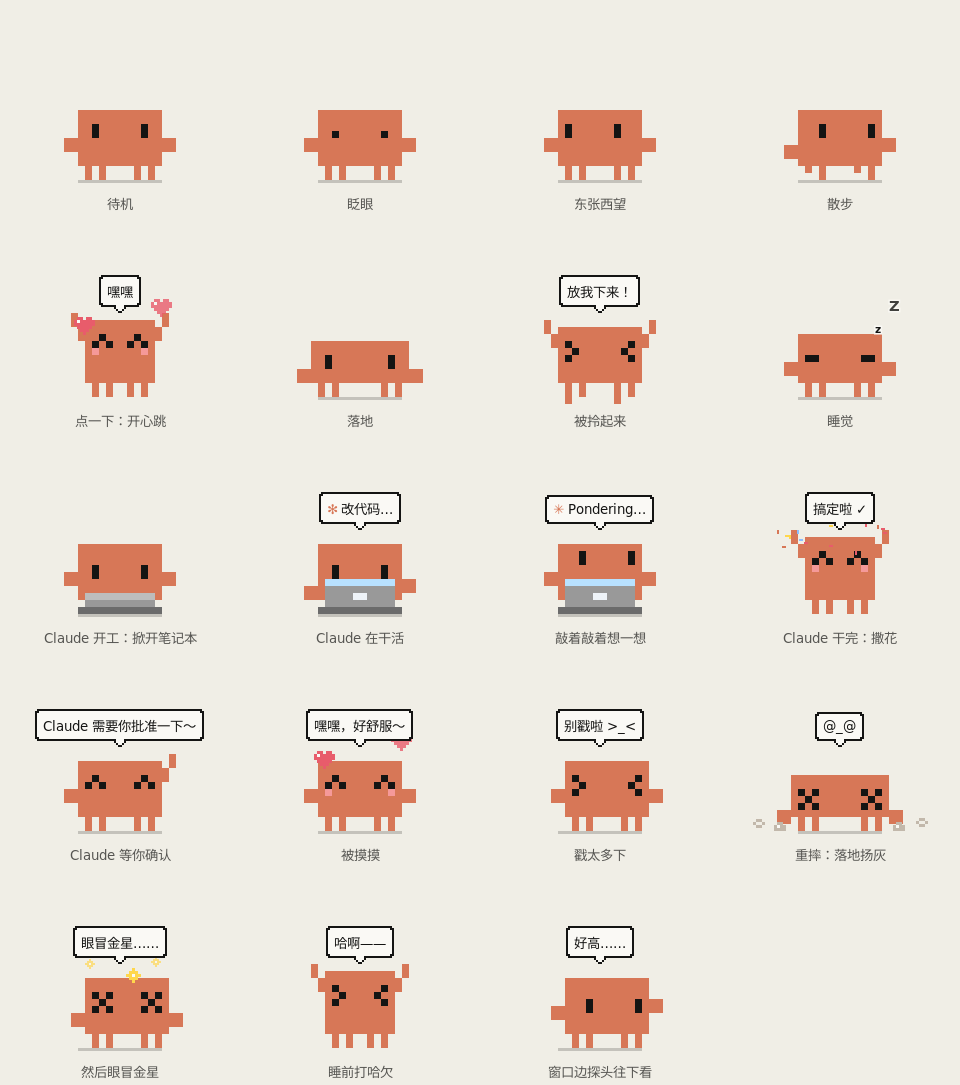 待机
眨眼
东张西望
散步
嘿嘿
点一下：开心跳
落地
放我下来！
被拎起来
z
z
睡觉
Claude 开工：掀开笔记本
✻ 改代码…
Claude 在干活
✳ Pondering…
敲着敲着想一想
搞定啦 ✓
Claude 干完：撒花
Claude 需要你批准一下～
Claude 等你确认
嘿嘿，好舒服～
被摸摸
别戳啦 >_<
戳太多下
@_@
重摔：落地扬灰
眼冒金星……
然后眼冒金星
哈啊——
睡前打哈欠
好高……
窗口边探头往下看